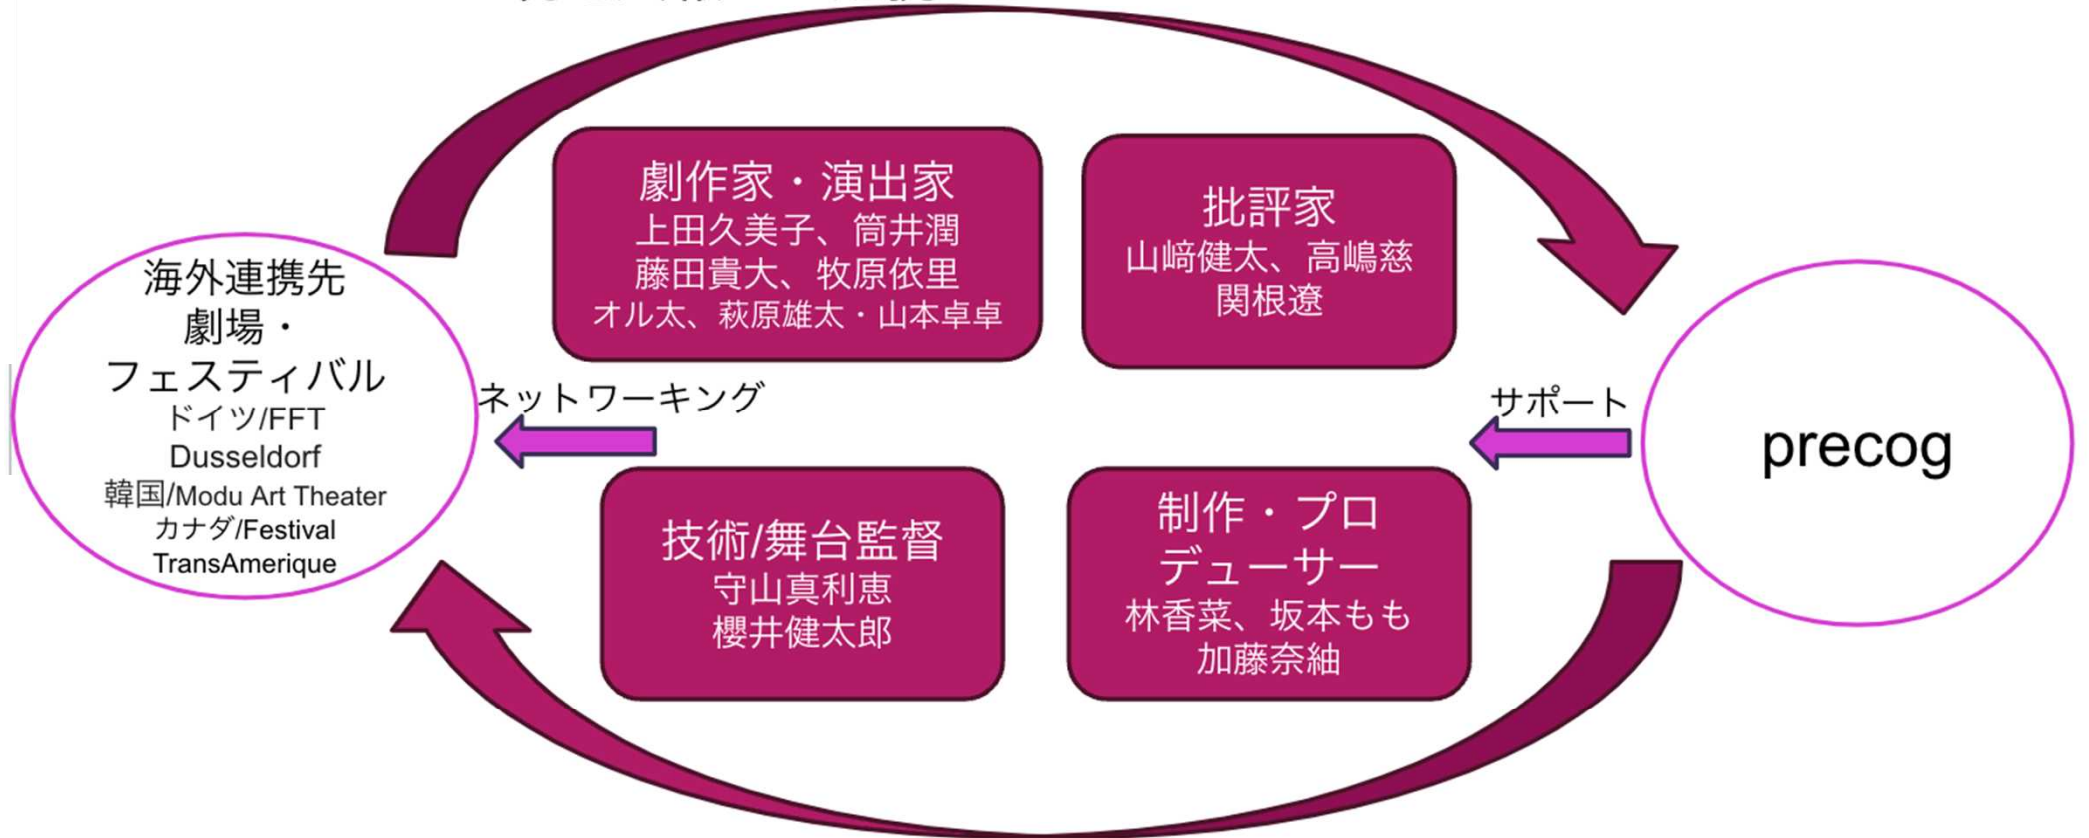 海外連携先
劇場・
フェスティバル
ドイツ/FFT
Dusseldorf
韓国/Modu Art Theater
カナダ/Festival
TransAmerique
劇作家・演出家
上田久美子、筒井潤
藤田貴大、牧原依里
オル太、萩原雄太・山本卓卓
批評家
山﨑健太、高嶋慈
関根遼
ネットワーキング
サポート
技術/舞台監督
守山真利恵
櫻井健太郎
制作・プロ
デューサー
林香菜、坂本もも
加藤奈紬
precog